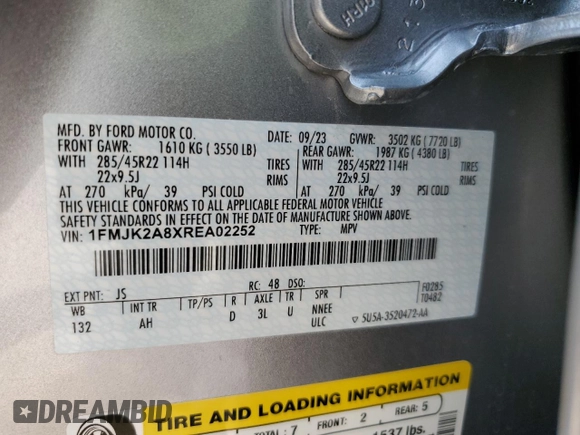 01RH
MFD. BY FORD MOTOR CO. 09/23 GVWR: 3502 KG ( 7720 LB)
FRONT GAWR: 1610 KG ( 3550 LB) REAR GAWR: 1987 KG ( 4380 LB)
WITH 285/45R22 114H TIRES WITH 285/45R22 114H TIRES
22x9.5J RIMS 22x9.5J RIMS
AT 270 kPa/ 39 PSI COLD AT 270 kPa/ 39 PSI COLD
THIS VEHICLE CONFORMS TO ALL APPLICABLE FEDERAL MOTOR VEHICLE
SAFETY STANDARDS IN EFFECT ON THE DATE OF MANUFACTURE SHOWN ABOVE.
VIN: 1FMJK2A8XREA02252 TYPE: MPV
EXT PNT: JS RC: 48 DSO: F0285
WB INT TR TP/PS R AXLE TR SPR T0482
132 AH D 3L U NNEE
ULC 5U5A-3520472-AA
TIRE AND LOADING INFORMATION
TOTAL: 7 FRONT: 2 REAR: 5
1537 lbs.
DREAMBID